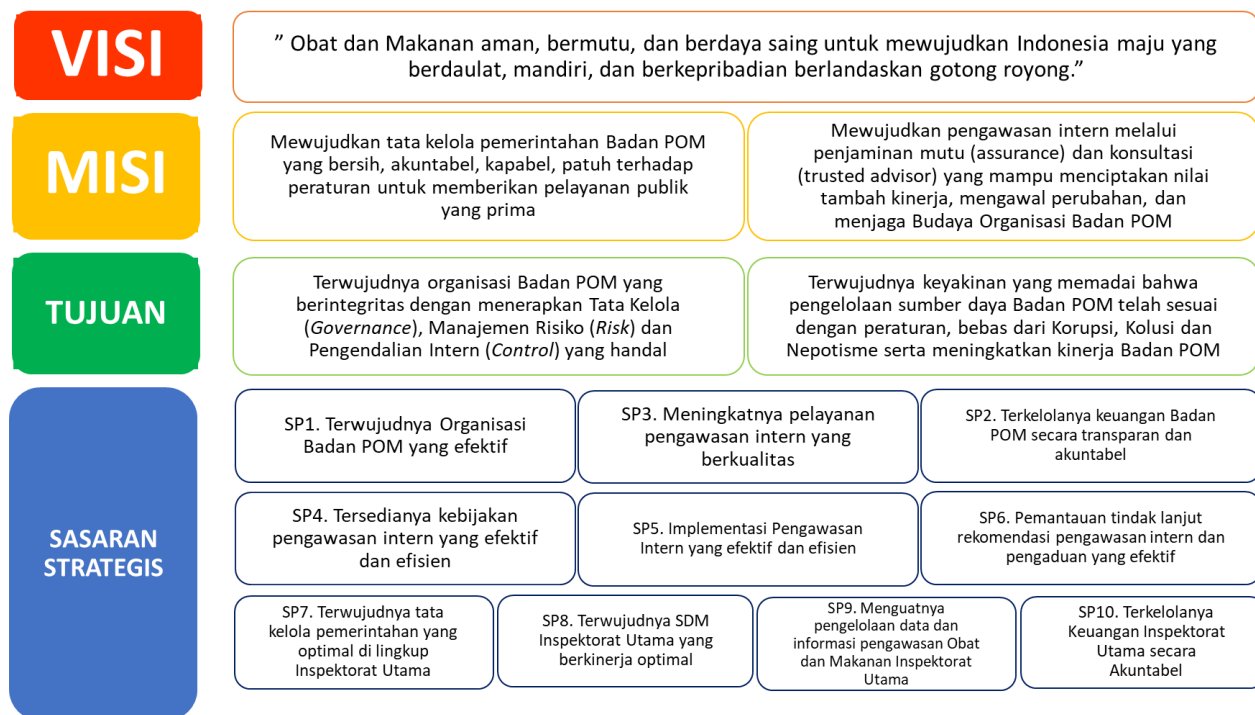 VISI
” Obat dan Makanan aman, bermutu, dan berdaya saing untuk mewujudkan Indonesia maju yang
berdaulat, mandiri, dan berkepribadian berlandaskan gotong royong.”
MISI
Mewujudkan tata kelola pemerintahan Badan POM
yang bersih, akuntabel, kapabel, patuh terhadap
peraturan untuk memberikan pelayanan publik
yang prima
Mewujudkan pengawasan intern melalui
penjaminan mutu (assurance) dan konsultasi
(trusted advisor) yang mampu menciptakan nilai
tambah kinerja, mengawal perubahan, dan
menjaga Budaya Organisasi Badan POM
TUJUAN
Terwujudnya organisasi Badan POM yang
berintegritas dengan menerapkan Tata Kelola
(Governance), Manajemen Risiko (Risk) dan
Pengendalian Intern (Control) yang handal
Terwujudnya keyakinan yang memadai bahwa
pengelolaan sumber daya Badan POM telah sesuai
dengan peraturan, bebas dari Korupsi, Kolusi dan
Nepotisme serta meningkatkan kinerja Badan POM
SASARAN
STRATEGIS
SP1. Terwujudnya Organisasi
Badan POM yang efektif
SP3. Meningkatnya pelayanan
pengawasan intern yang
berkualitas
SP2. Terkelolanya keuangan Badan
POM secara transparan dan
akuntabel
SP4. Tersedianya kebijakan
pengawasan intern yang efektif
dan efisien
SP5. Implementasi Pengawasan
Intern yang efektif dan efisien
SP6. Pemantauan tindak lanjut
rekomendasi pengawasan intern dan
pengaduan yang efektif
SP7. Terwujudnya tata
kelola pemerintahan yang
optimal di lingkup
Inspektorat Utama
SP8. Terwujudnya SDM
Inspektorat Utama yang
berkinerja optimal
SP9. Menguatnya
pengelolaan data dan
informasi pengawasan Obat
dan Makanan Inspektorat
Utama
SP10. Terkelolanya
Keuangan Inspektorat
Utama secara
Akuntabel